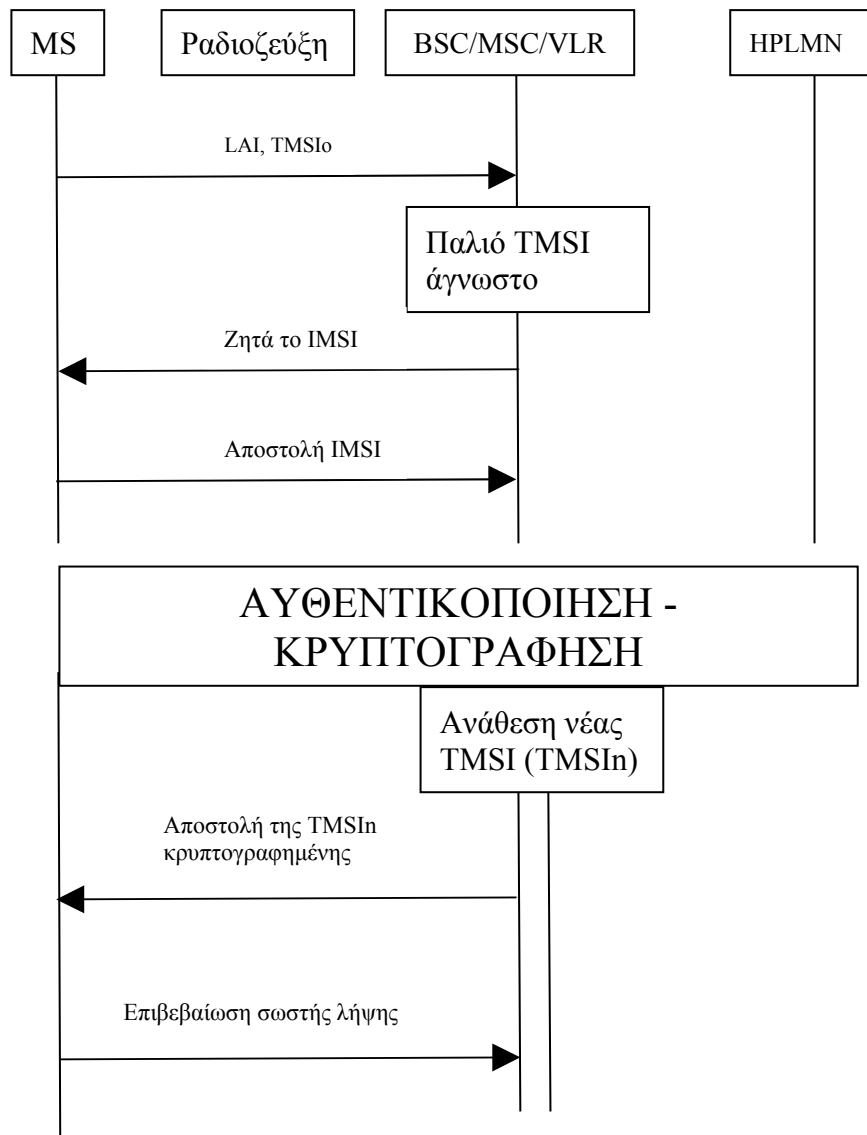 MS
Ραδιοζεύξη
BSC/MSC/VLR
HPLMN
LAI, TMSIo
Παλιό TMSI
άγνωστο
Ζητά το IMSI
Αποστολή IMSI
ΑΥΘΕΝΤΙΚΟΠΟΙΗΣΗ -
ΚΡΥΠΤΟΓΡΑΦΗΣΗ
Ανάθεση νέας
TMSI (TMSIn)
Αποστολή της TMSIn
κρυπτογραφημένης
Επιβεβαίωση σωστής λήψης